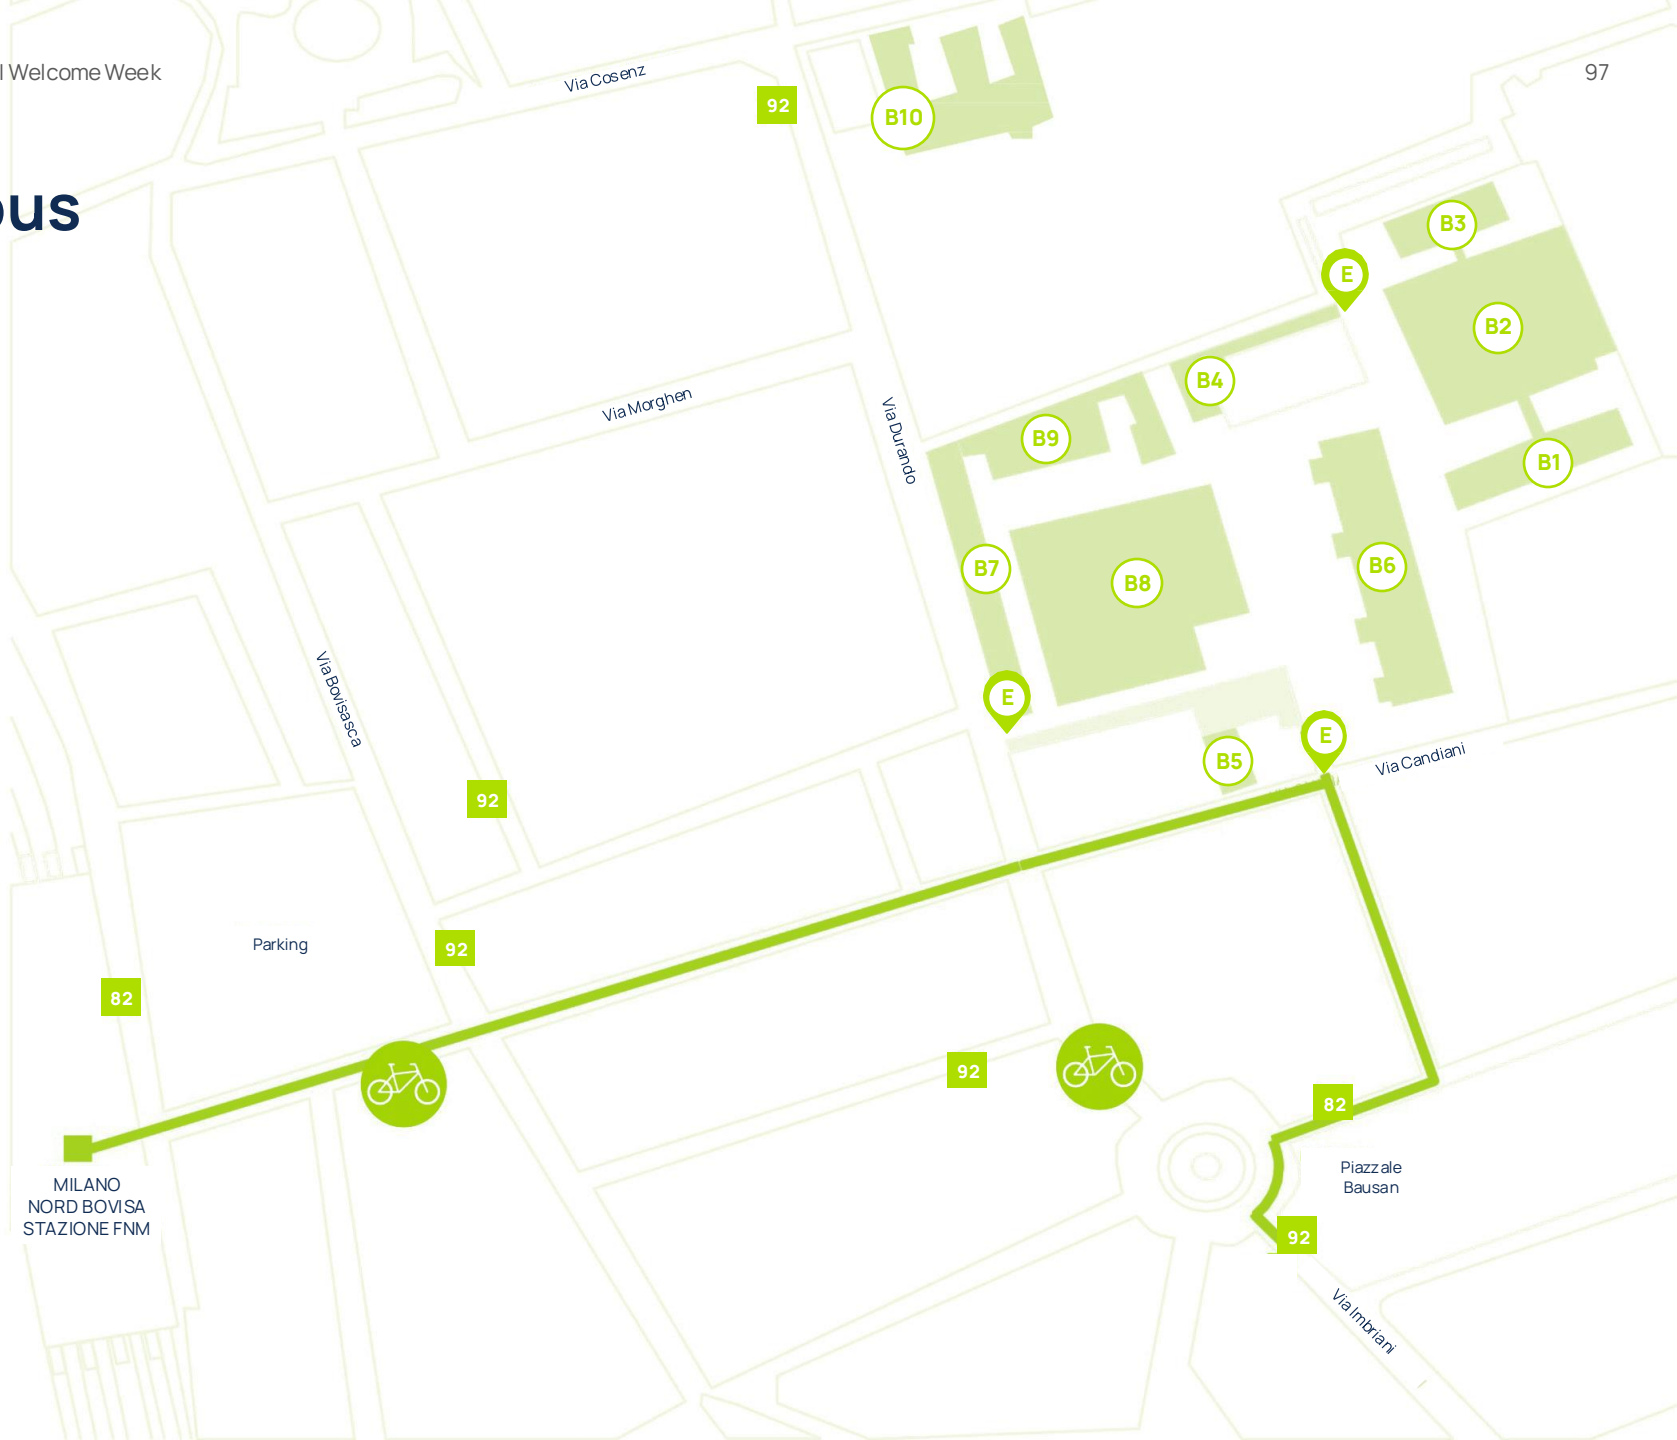 l Welcome Week
97
us
Via Cosenz
92
B10
B3
E
B2
Via Morghen
B4
Via Durando
B9
B1
B7
B8
B6
Via Bovisasca
E
E
B5
Via Candiani
92
Parking
92
82
92
82
MILANO
NORD BOVISA
STAZIONE FNM
Piazzale
Bausan
92
Via Imbriani